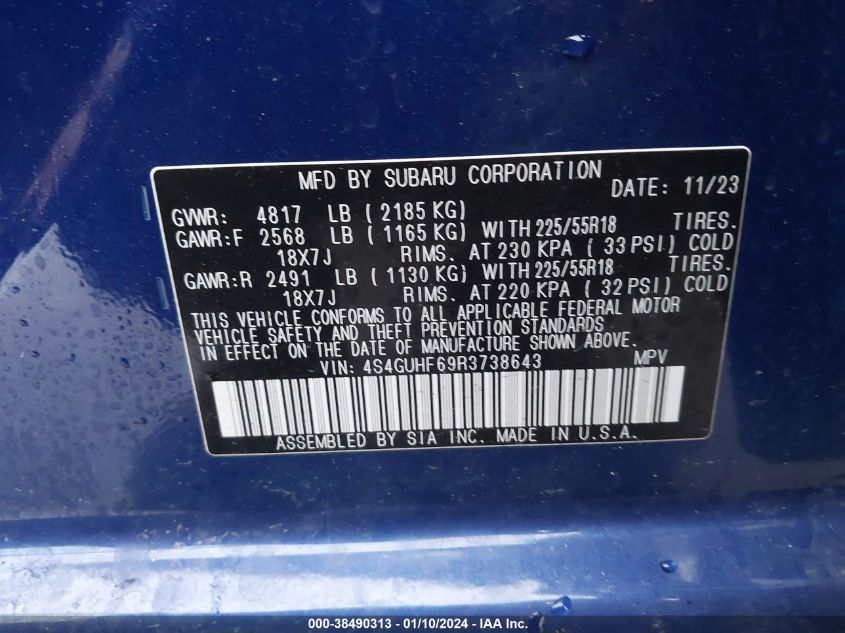 MFD BY SUBARU CORPORATION DATE: 11/23
GVWR: 4817 LB ( 2185 KG)
GAWR:F 2568 LB ( 1165 KG) WITH 225/55R18 TIRES.
18X7J RIMS. AT 230 KPA ( 33 PSI) COLD
GAWR:R 2491 LB ( 1130 KG) WITH 225/55R18 TIRES.
18X7J RIMS. AT 220 KPA ( 32 PSI) COLD
THIS VEHICLE CONFORMS TO ALL APPLICABLE FEDERAL MOTOR
VEHICLE SAFETY AND THEFT PREVENTION STANDARDS
IN EFFECT ON THE DATE OF MANUFACTURE SHOWN ABOVE.
VIN: 4S4GUHF69R3738643 MPV
ASSEMBLED BY SIA INC. MADE IN U.S.A.
000-38490313 - 01/10/2024 - IAA Inc.